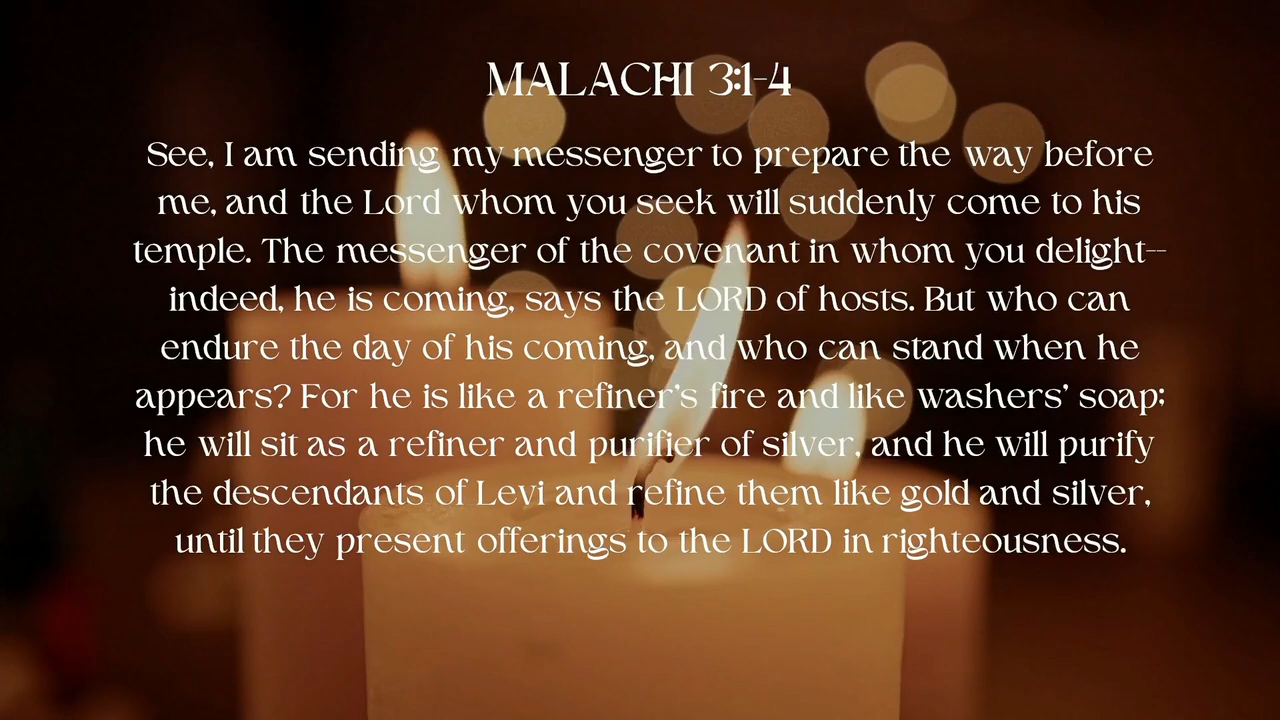 MALACHI 3:1-4
See, I am sending my messenger to prepare the way before
me, and the Lord whom you seek will suddenly come to his
temple. The messenger of the covenant in whom you delight--
indeed, he is coming, says the LORD of hosts. But who can
endure the day of his coming, and who can stand when he
appears? For he is like a refiner's fire and like washers' soap;
he will sit as a refiner and purifier of silver, and he will purify
the descendants of Levi and refine them like gold and silver,
until they present offerings to the LORD in righteousness.